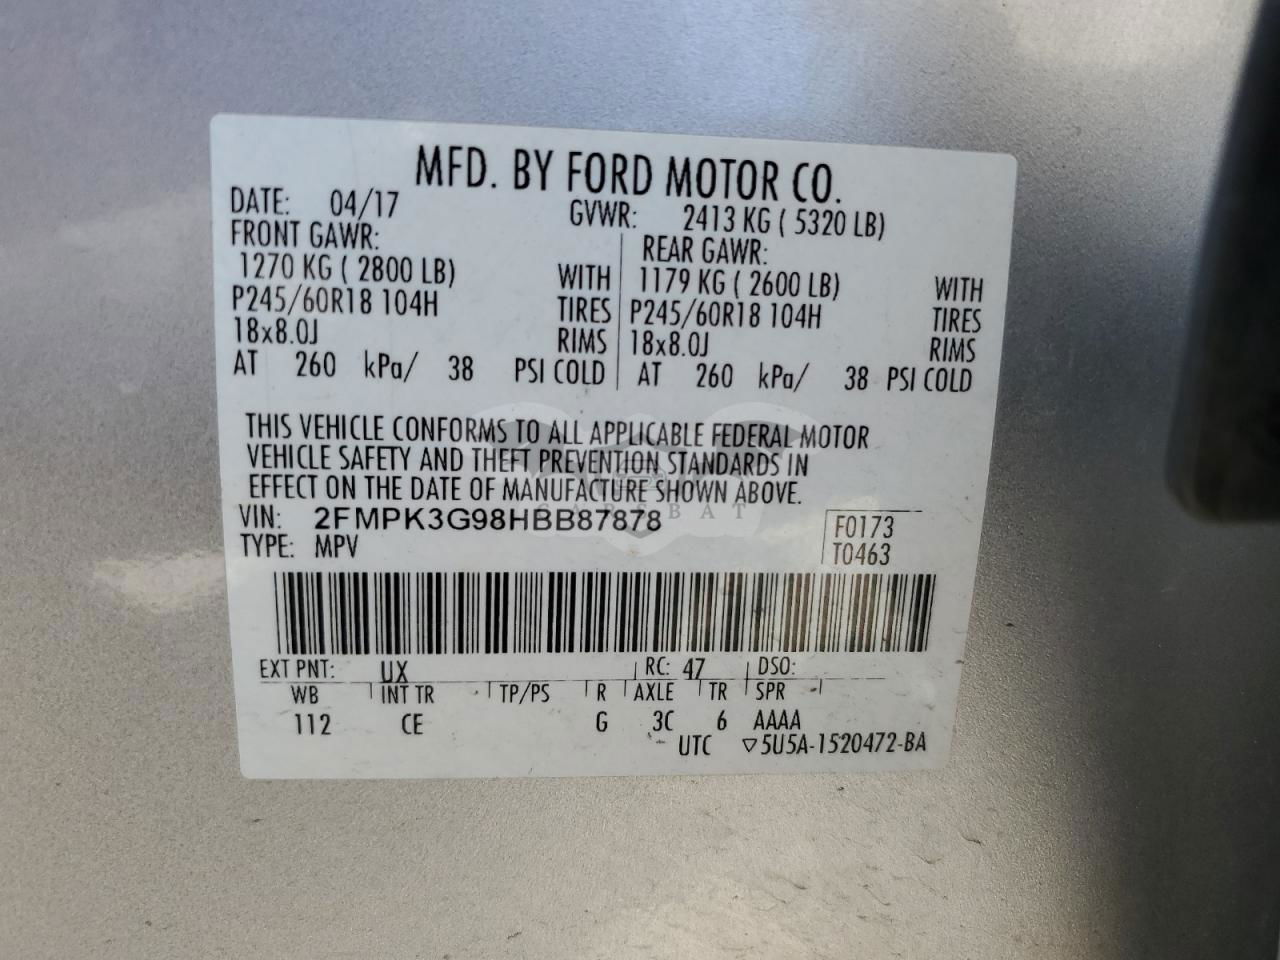 MFD. BY FORD MOTOR CO.
DATE: 04/17 GVWR: 2413 KG ( 5320 LB)
FRONT GAWR: REAR GAWR:
1270 KG ( 2800 LB) WITH 1179 KG ( 2600 LB) WITH
P245/60R18 104H TIRES P245/60R18 104H TIRES
18x8.0J RIMS 18x8.0J RIMS
AT 260 kPa/ 38 PSI COLD AT 260 kPa/ 38 PSI COLD
THIS VEHICLE CONFORMS TO ALL APPLICABLE FEDERAL MOTOR
VEHICLE SAFETY AND THEFT PREVENTION STANDARDS IN
EFFECT ON THE DATE OF MANUFACTURE SHOWN ABOVE.
CARSBAT
VIN: 2FMPK3G98HBB87878 F0173
TYPE: MPV T0463
EXT PNT: UX RC: 47 DSO:
WB INT TR TP/PS R AXLE TR SPR
112 CE G 3C 6 AAAA
UTC ▽5U5A-1520472-BA